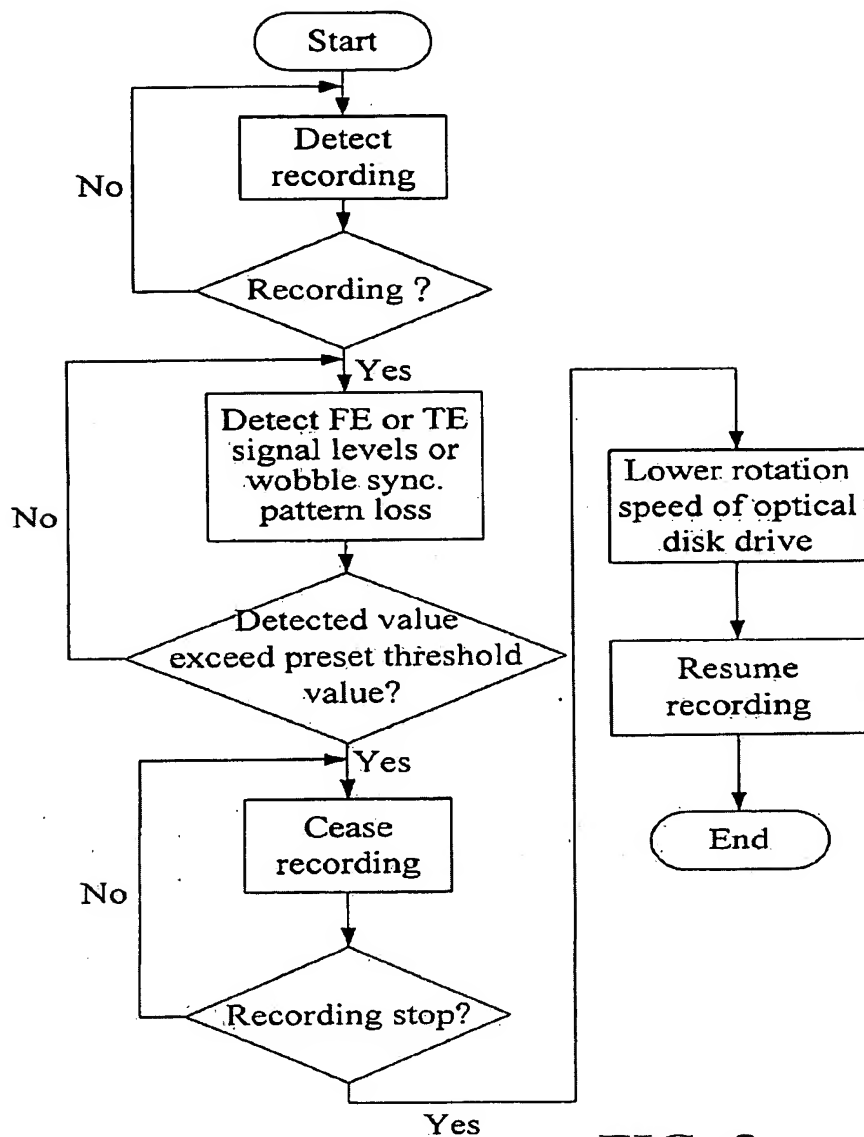 Start
Detect
recording
No
Recording ?
Yes
Detect FE or TE
signal levels or
wobble sync.
pattern loss
No
Detected value
exceed preset threshold
value?
Yes
Cease
recording
No
Recording stop?
Yes
Lower rotation
speed of optical
disk drive
Resume
recording
End